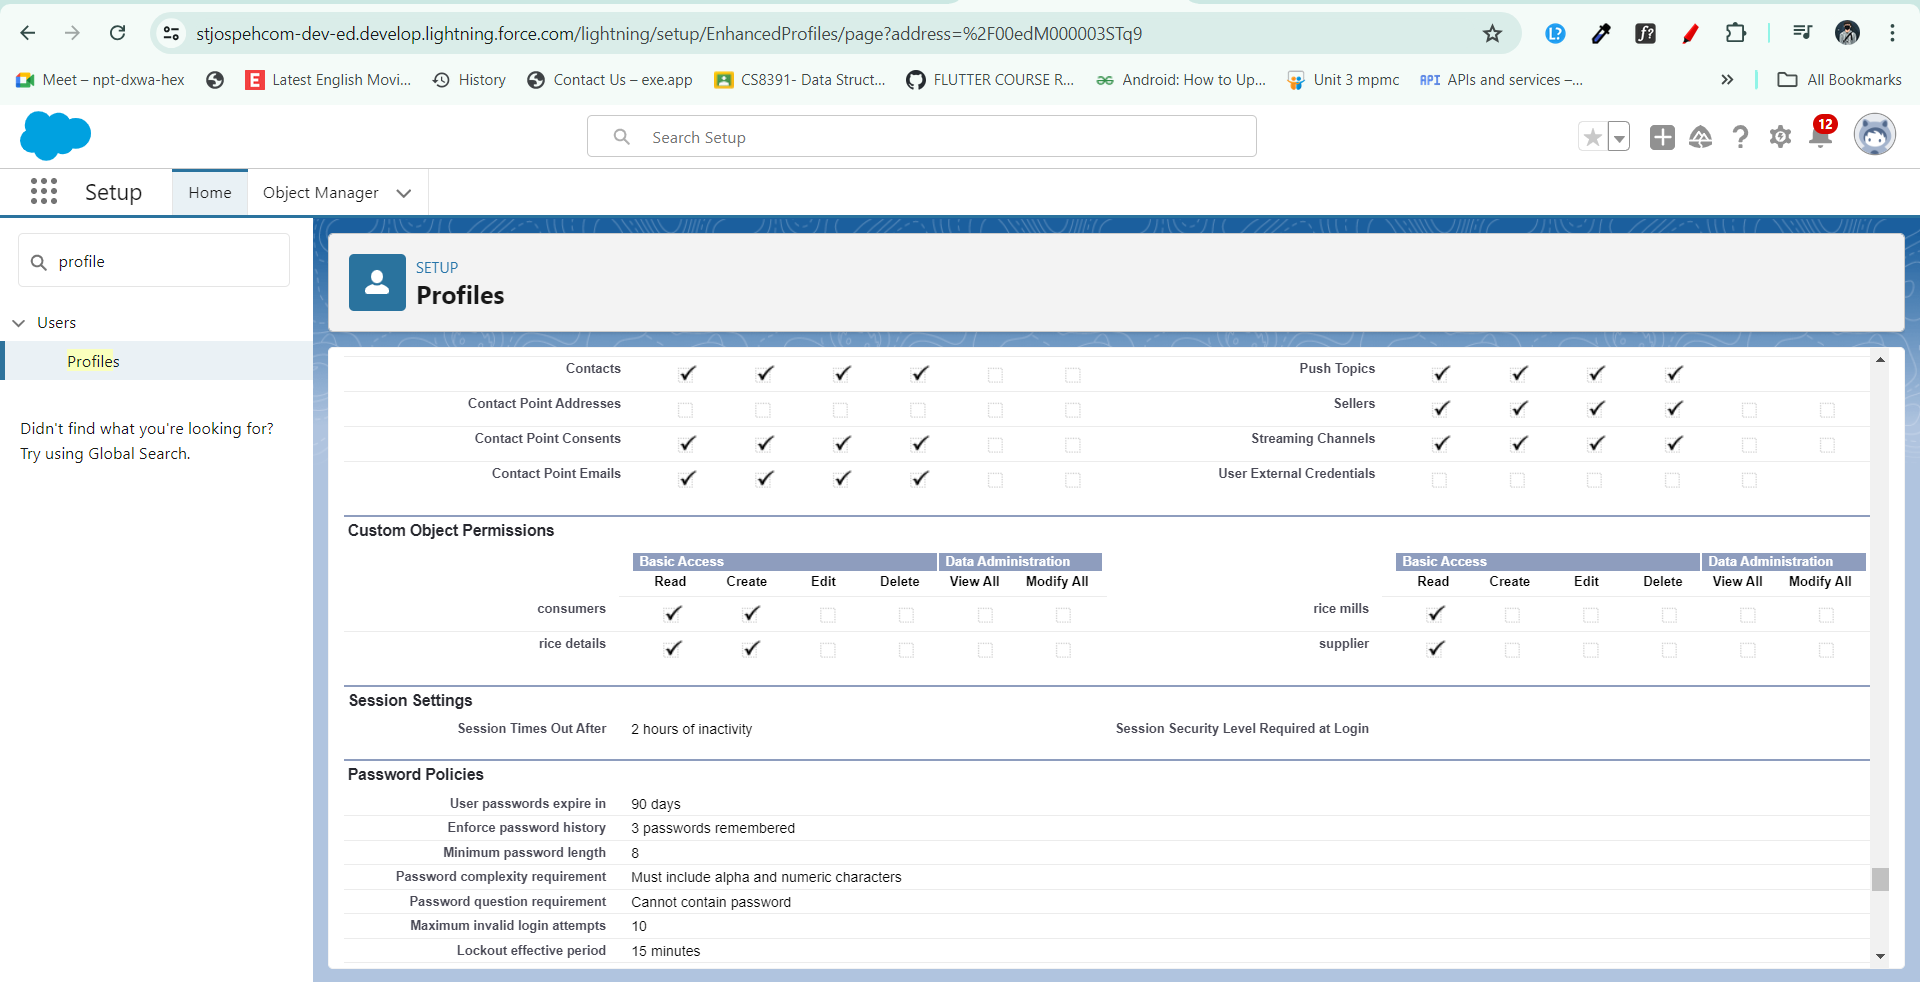 stjospehcom-dev-ed.develop.lightning.force.com/lightning/setup/EnhancedProfiles/page?address=%2F00edM000003STq9
Meet – npt-dxwa-hex
Latest English Movi...
History
Contact Us – exe.app
CS8391- Data Struct...
FLUTTER COURSE R...
Android: How to Up...
Unit 3 mpmc
API APIs and services –...
» All Bookmarks
Search Setup
12
Setup Home Object Manager
profile
Users
Profiles
Didn't find what you're looking for?
Try using Global Search.
SETUP
Profiles
Contacts Push Topics
Contact Point Addresses Sellers
Contact Point Consents Streaming Channels
Contact Point Emails User External Credentials
Custom Object Permissions
Basic Access Data Administration Basic Access Data Administration
Read Create Edit Delete View All Modify All Read Create Edit Delete View All Modify All
consumers rice mills
rice details supplier
Session Settings
Session Times Out After 2 hours of inactivity Session Security Level Required at Login
Password Policies
User passwords expire in 90 days
Enforce password history 3 passwords remembered
Minimum password length 8
Password complexity requirement Must include alpha and numeric characters
Password question requirement Cannot contain password
Maximum invalid login attempts 10
Lockout effective period 15 minutes